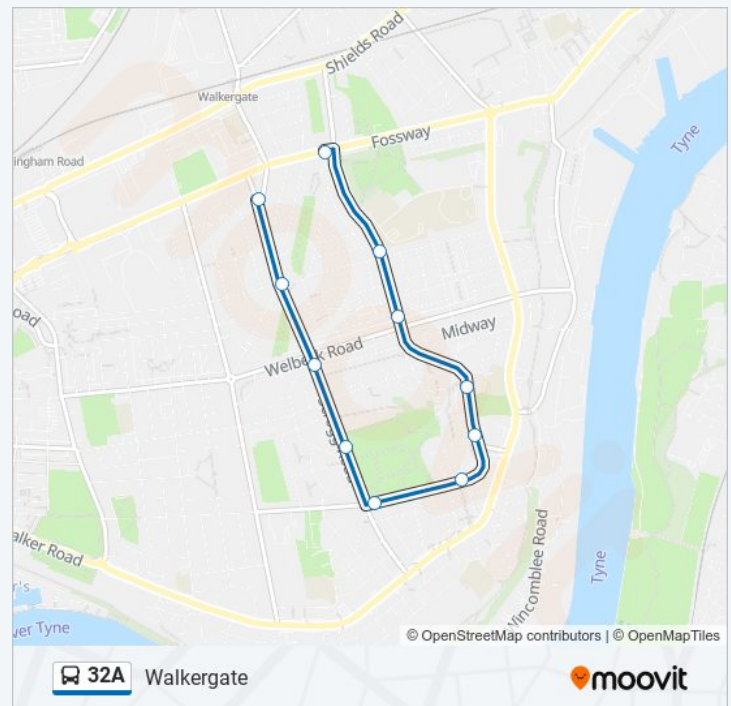 Shields Road
Walkergate
Fossway
Tyne
ingham Road
oad
Midway
Welbeck Road
alker Road
Wincomblee Road
Tyne
er's
wer Tyne
© OpenStreetMap contributors | © OpenMapTiles
32A Walkergate
moovit